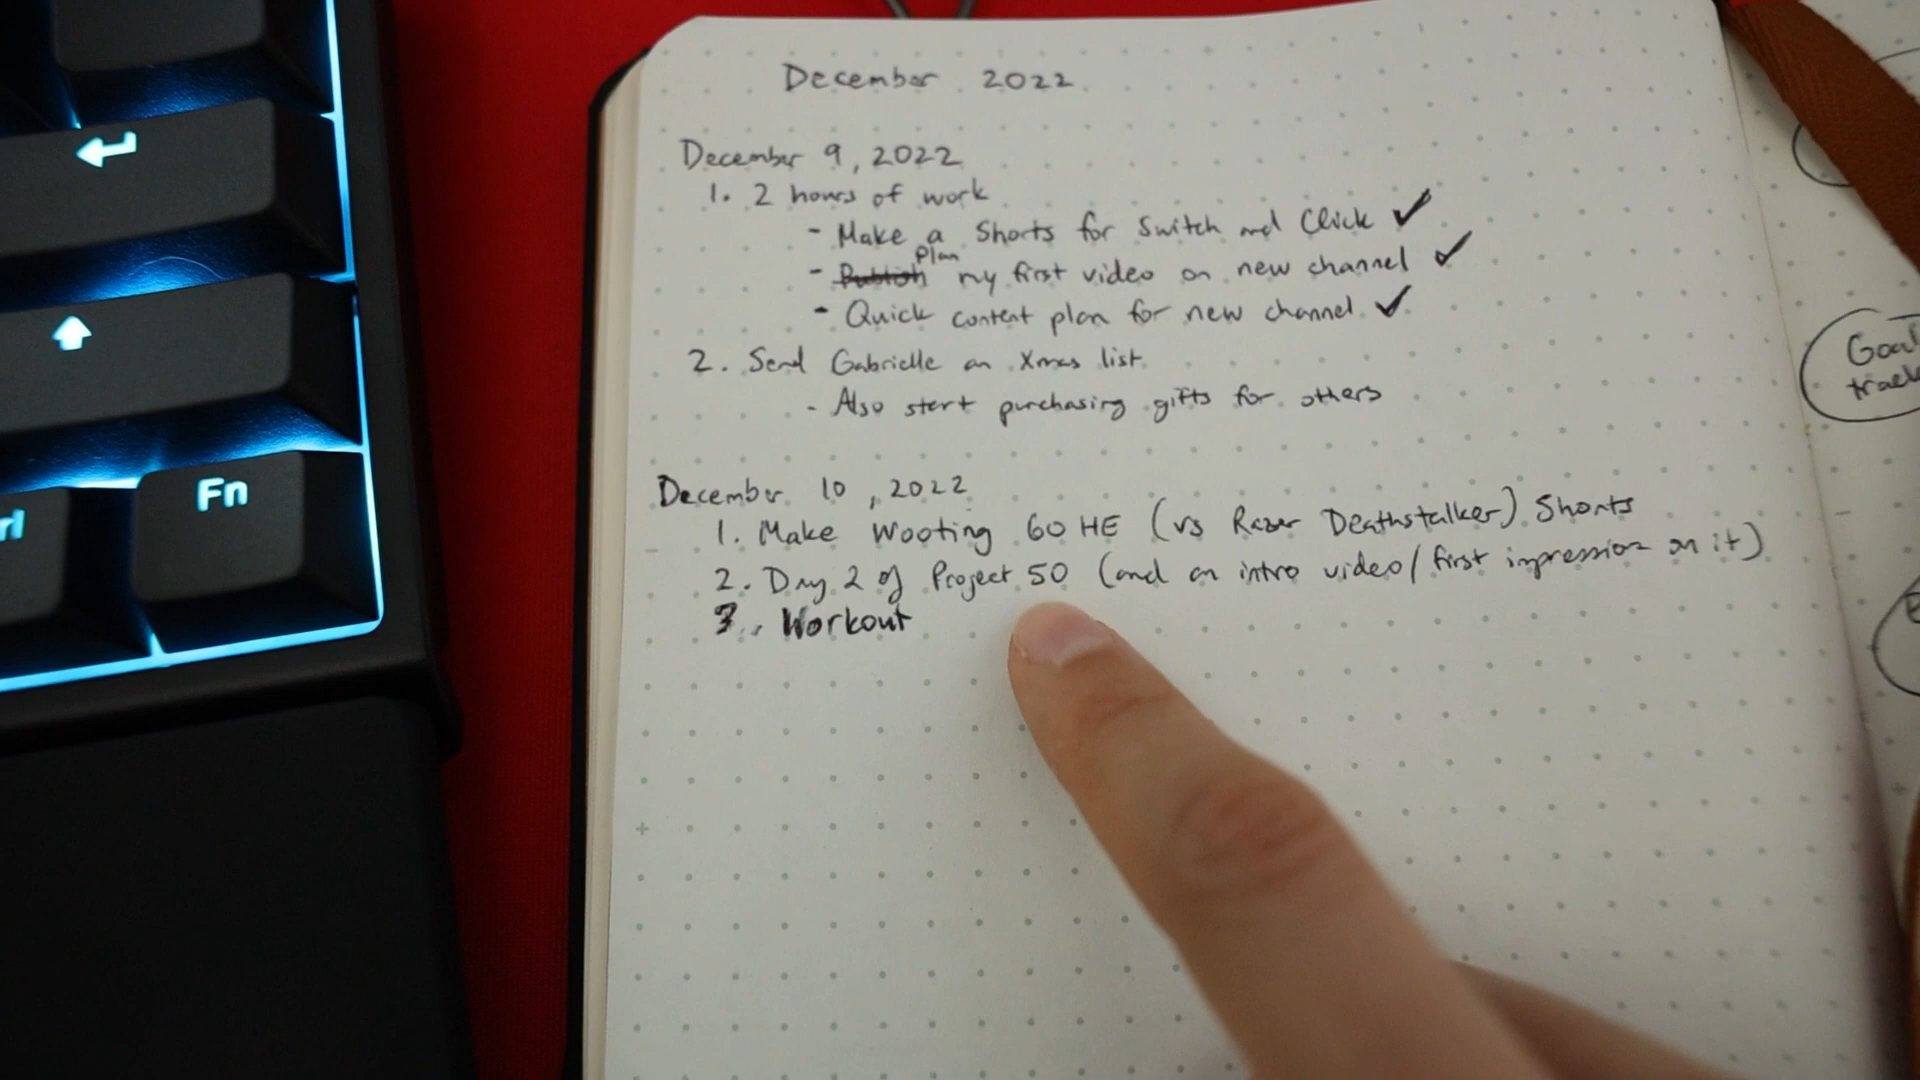 December 2022
December 9, 2022
1. 2 hours of work
- Make a Shorts for Switch and Click ✓
Plan
- Publish my first video on new channel ✓
- Quick content plan for new channel ✓
2. Send Gabrielle an Xmas list
- Also start purchasing gifts for others
December 10, 2022
1. Make Wooting 60HE (vs Razer Deathstalker) Shorts
2. Day 2 of Project 50 (and an intro video/first impression on it)
3. Workout
Goal
Fn